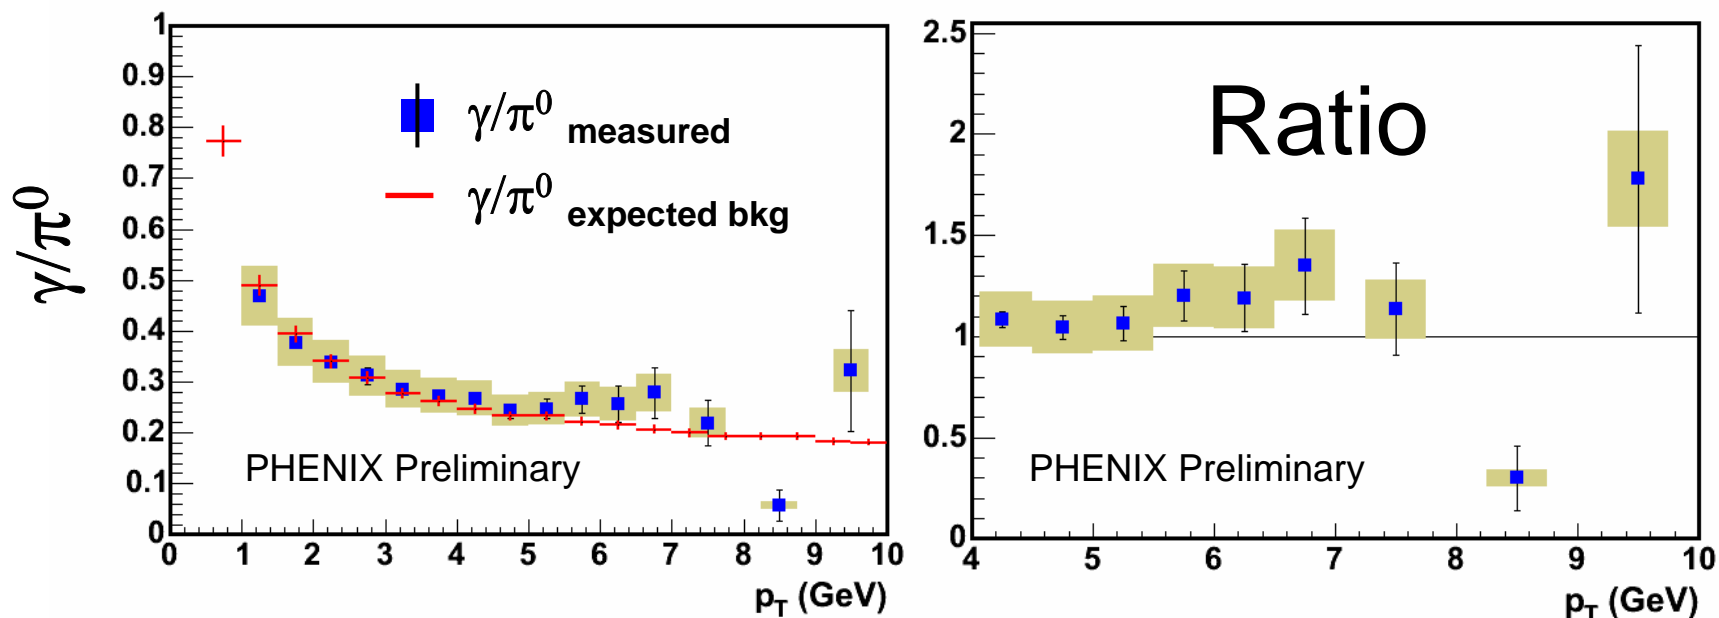 1
0.9
0.8
0.7
0.6
0.5
0.4
0.3
0.2
0.1
0
γ/π⁰
γ/π⁰ measured
γ/π⁰ expected bkg
PHENIX Preliminary
0 1 2 3 4 5 6 7 8 9 10
p_T (GeV)
2.5
2
1.5
1
0.5
0
Ratio
PHENIX Preliminary
4 5 6 7 8 9 10
p_T (GeV)